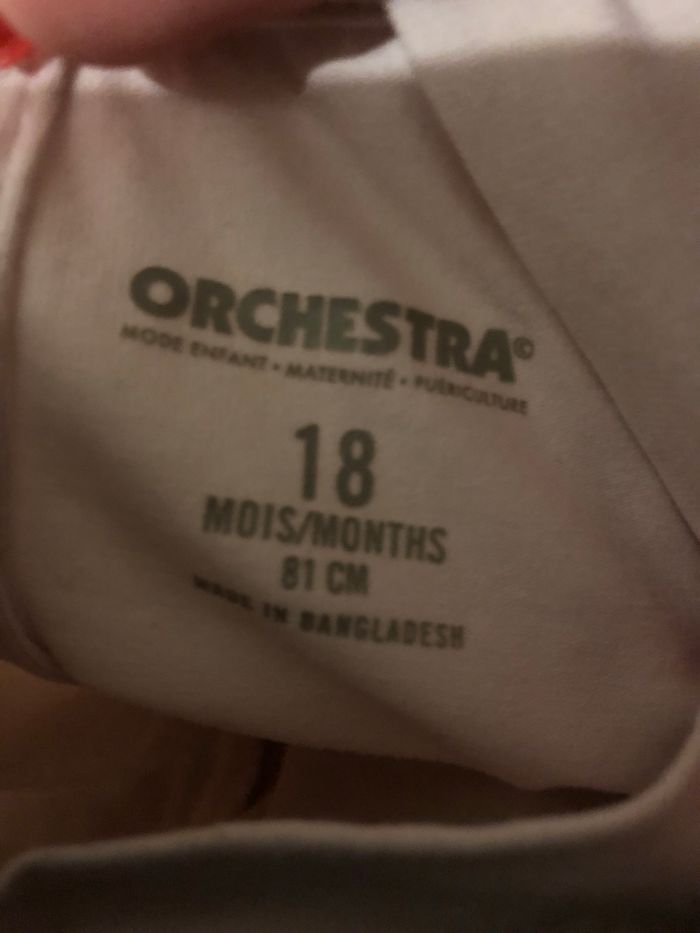 ORCHESTRA©
MODE ENFANT • MATERNITÉ • PUÉRICULTURE
18
MOIS/MONTHS
81 CM
MADE IN BANGLADESH